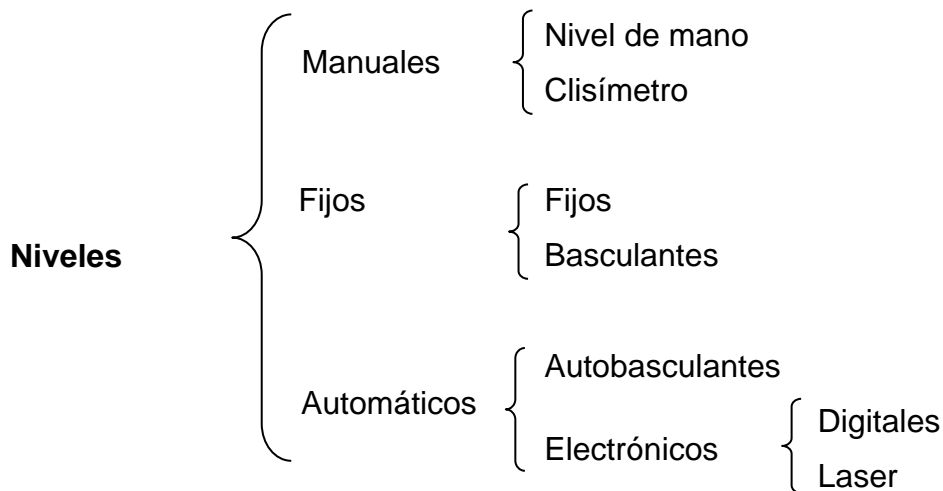 Niveles
Manuales
Nivel de mano
Clisímetro
Fijos
Fijos
Basculantes
Automáticos
Autobasculantes
Electrónicos
Digitales
Laser